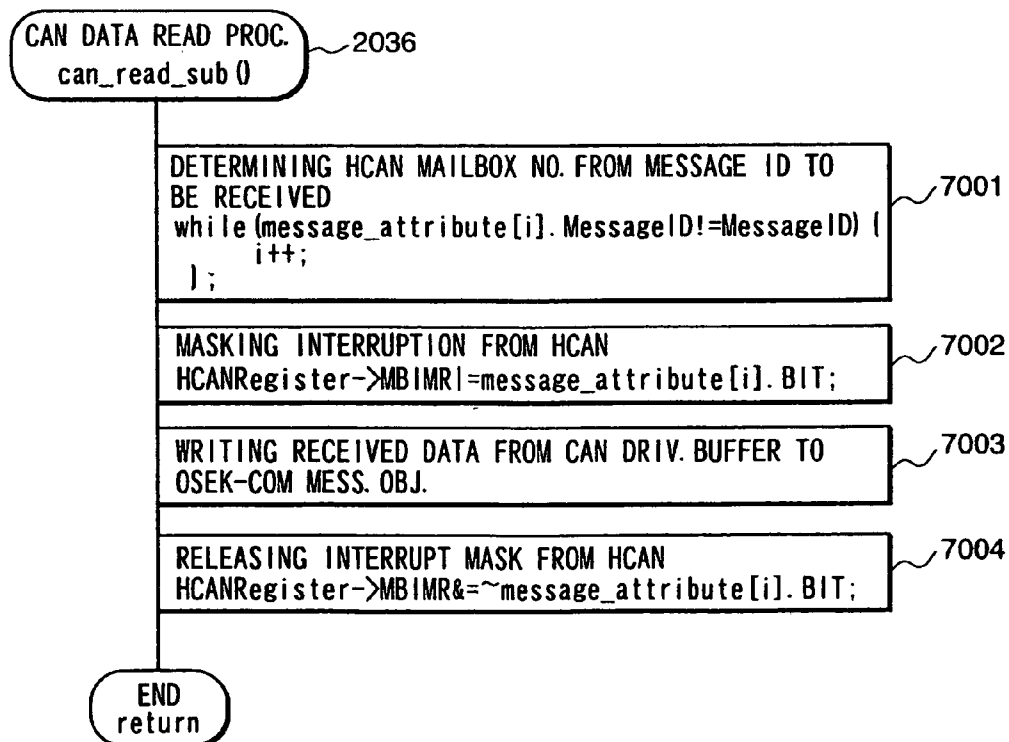 CAN DATA READ PROC.
can_read_sub()
2036
DETERMINING HCAN MAILBOX NO. FROM MESSAGE ID TO
BE RECEIVED
while(message_attribute[i].MessageID!=MessageID){
i++;
};
7001
MASKING INTERRUPTION FROM HCAN
HCANRegister->MBIMR|=message_attribute[i].BIT;
7002
WRITING RECEIVED DATA FROM CAN DRIV. BUFFER TO
OSEK-COM MESS. OBJ.
7003
RELEASING INTERRUPT MASK FROM HCAN
HCANRegister->MBIMR&=~message_attribute[i].BIT;
7004
END
return